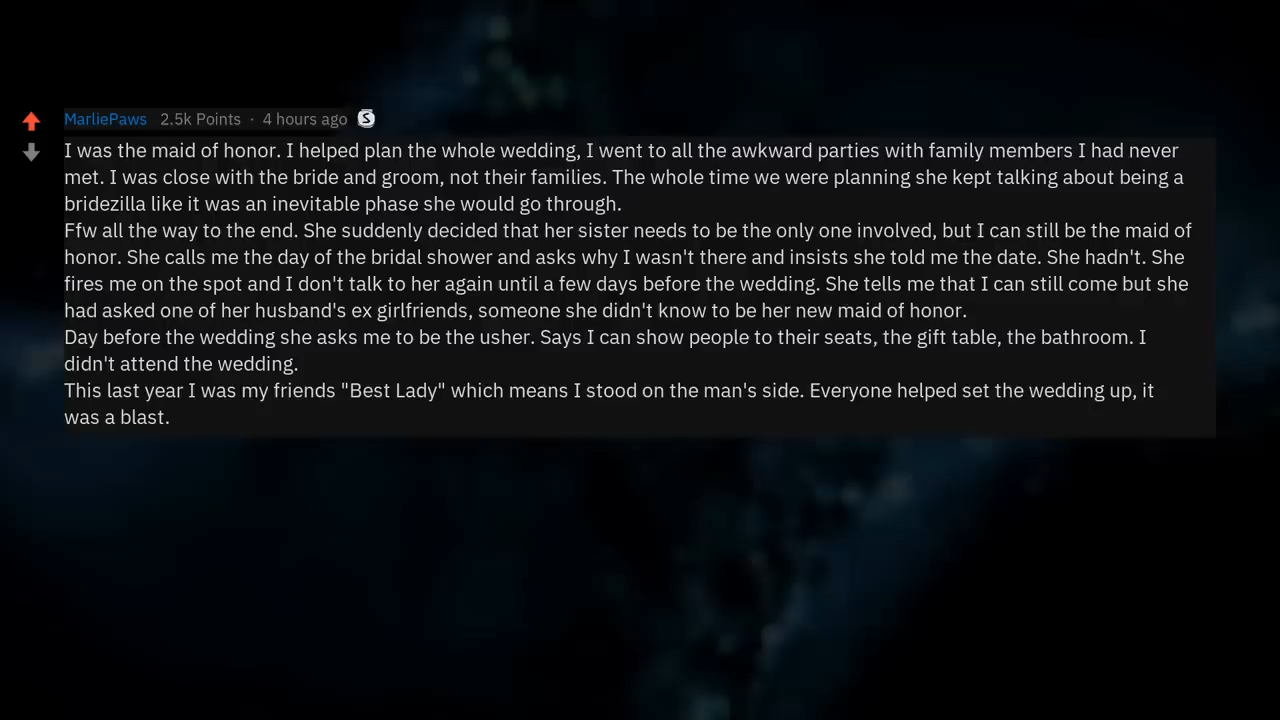 MarliePaws 2.5k Points · 4 hours ago S
I was the maid of honor. I helped plan the whole wedding, I went to all the awkward parties with family members I had never
met. I was close with the bride and groom, not their families. The whole time we were planning she kept talking about being a
bridezilla like it was an inevitable phase she would go through.
Ffw all the way to the end. She suddenly decided that her sister needs to be the only one involved, but I can still be the maid of
honor. She calls me the day of the bridal shower and asks why I wasn't there and insists she told me the date. She hadn't. She
fires me on the spot and I don't talk to her again until a few days before the wedding. She tells me that I can still come but she
had asked one of her husband's ex girlfriends, someone she didn't know to be her new maid of honor.
Day before the wedding she asks me to be the usher. Says I can show people to their seats, the gift table, the bathroom. I
didn't attend the wedding.
This last year I was my friends "Best Lady" which means I stood on the man's side. Everyone helped set the wedding up, it
was a blast.